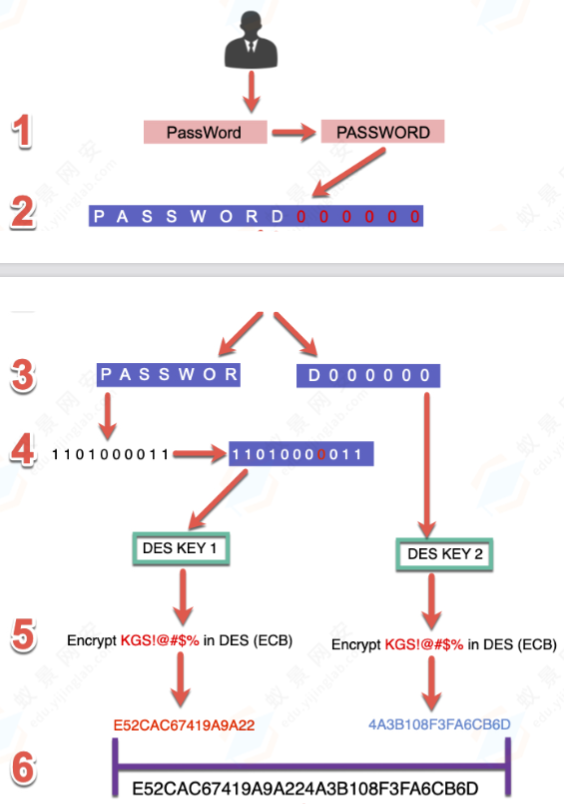 1
PassWord
PASSWORD
2
P A S S W O R D 0 0 0 0 0 0
3
P A S S W O R
D 0 0 0 0 0 0
4
1 1 0 1 0 0 0 0 1 1
1 1 0 1 0 0 0 0 0 1 1
DES KEY 1
DES KEY 2
5
Encrypt KGS!@#$% in DES (ECB)
Encrypt KGS!@#$% in DES (ECB)
E52CAC67419A9A22
4A3B108F3FA6CB6D
6
E52CAC67419A9A224A3B108F3FA6CB6D